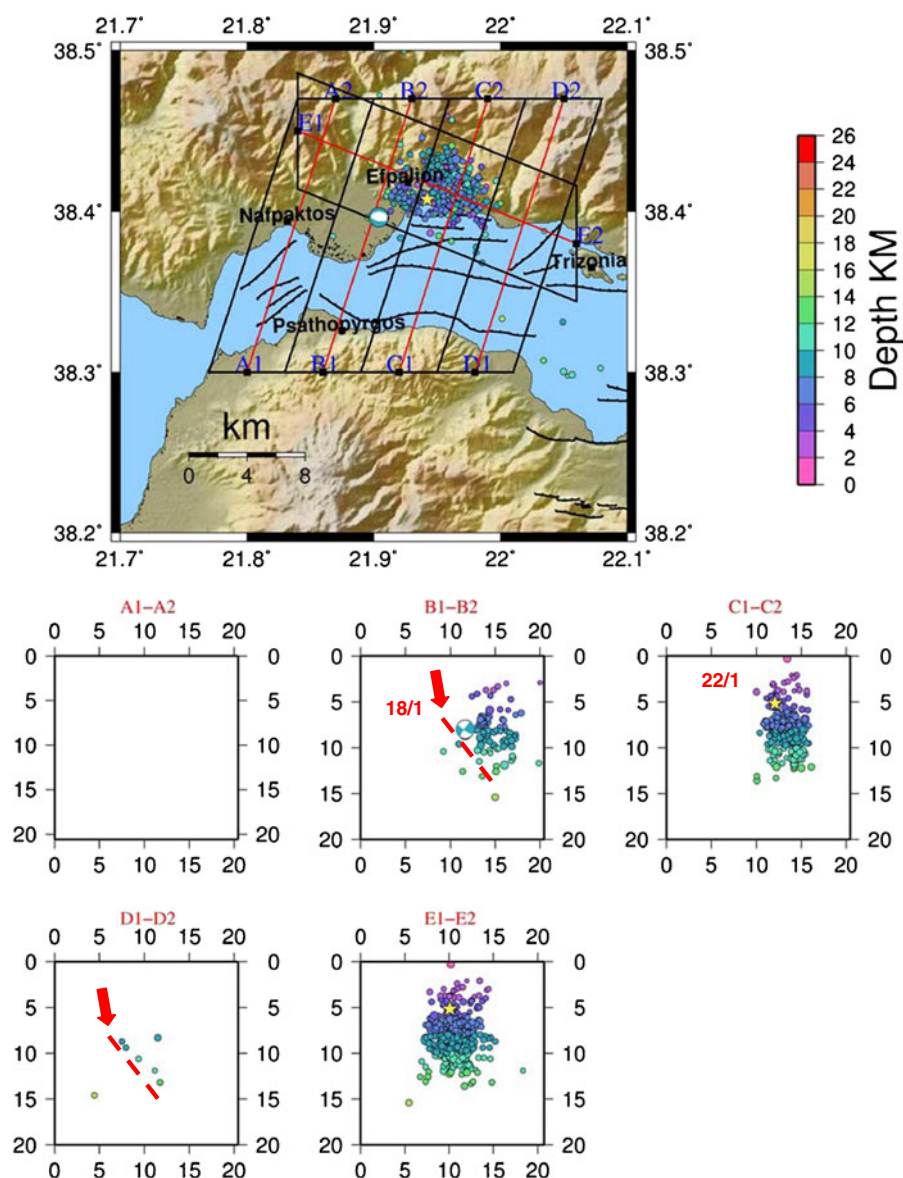 21.7˚ 21.8˚ 21.9˚ 22˚ 22.1˚
38.5˚ 38.5˚
A2 B2 C2 D2
E1
Efpalion
38.4˚ Nafpaktos 38.4˚
E2
Trizonia
Psathopyrgos
38.3˚ A1 B1 C1 D1 38.3˚
km
0 4 8
38.2˚ 38.2˚
21.7˚ 21.8˚ 21.9˚ 22˚ 22.1˚
26
24
22
20
18
16
14
12
10
8
6
4
2
0
Depth KM
A1-A2
0 5 10 15 20
0 0
5 5
10 10
15 15
20 20
0 5 10 15 20
B1-B2
0 5 10 15 20
0 0
5 5
18/1
10 10
15 15
20 20
0 5 10 15 20
C1-C2
0 5 10 15 20
0 0
22/1
5 5
10 10
15 15
20 20
0 5 10 15 20
D1-D2
0 5 10 15 20
0 0
5 5
10 10
15 15
20 20
0 5 10 15 20
E1-E2
0 5 10 15 20
0 0
5 5
10 10
15 15
20 20
0 5 10 15 20